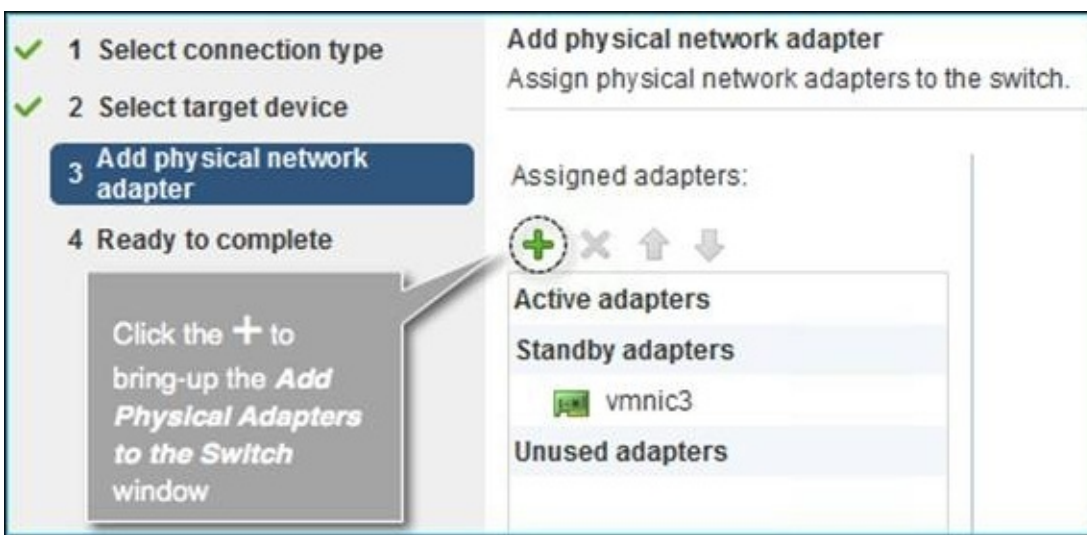 1 Select connection type
2 Select target device
3 Add physical network
adapter
4 Ready to complete
Click the + to
bring-up the Add
Physical Adapters
to the Switch
window
Add physical network adapter
Assign physical network adapters to the switch.
Assigned adapters:
Active adapters
Standby adapters
vmnic3
Unused adapters